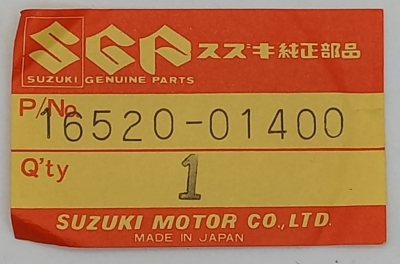 SGP スズキ純正部品
SUZUKI GENUINE PARTS
P/No. 16520-01400
Q'ty 1
SUZUKI MOTOR CO.,LTD.
MADE IN JAPAN